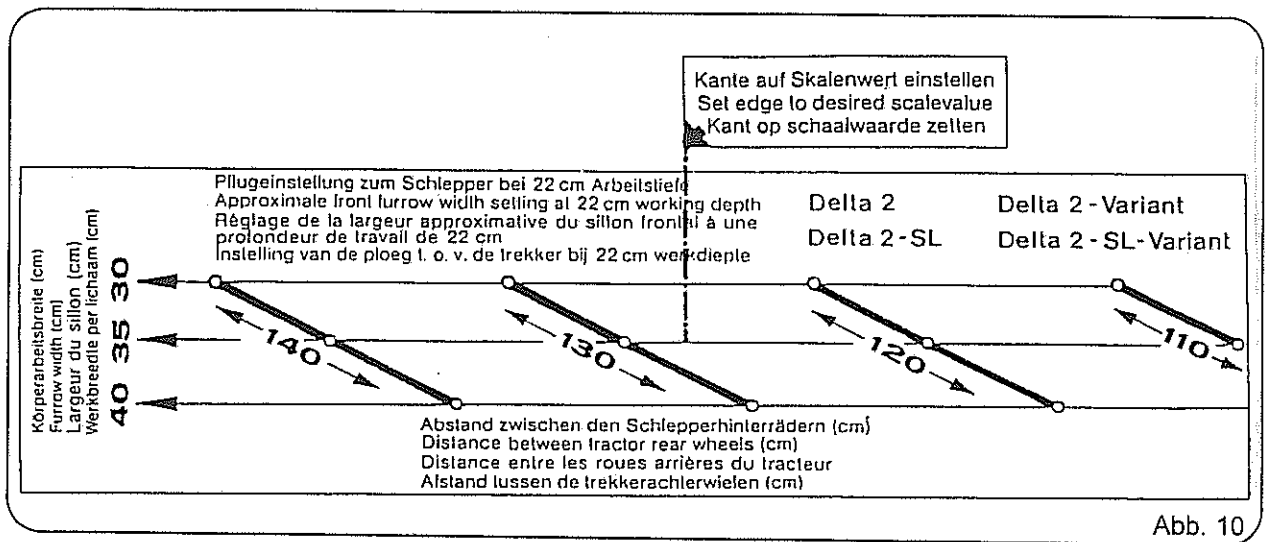 Kante auf Skalenwert einstellen
Set edge to desired scalevalue
Kant op schaalwaarde zetten
Pflugeinstellung zum Schlepper bei 22 cm Arbeitstiefe
Approximale front furrow width setting at 22 cm working depth
Réglage de la largeur approximative du sillon frontal à une
profondeur de travail de 22 cm
Instelling van de ploeg t. o. v. de trekker bij 22 cm werkdiepte
Delta 2
Delta 2-SL
Delta 2-Variant
Delta 2-SL-Variant
Körperarbeitsbreite (cm)
Furrow width (cm)
Largeur du sillon (cm)
Werkbreedte per lichaam (cm)
30
35
40
140
130
120
110
Abstand zwischen den Schlepperhinterrädern (cm)
Distance between tractor rear wheels (cm)
Distance entre les roues arrières du tracteur
Afstand tussen de trekkerachterwielen (cm)
Abb. 10